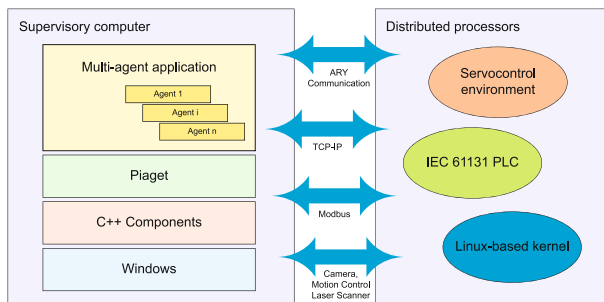 Supervisory computer
Multi-agent application
Agent 1
Agent i
Agent n
Piaget
C++ Components
Windows
ARY
Communication
TCP-IP
Modbus
Camera,
Motion Control
Laser Scanner
Distributed processors
Servocontrol
environment
IEC 61131 PLC
Linux-based kernel